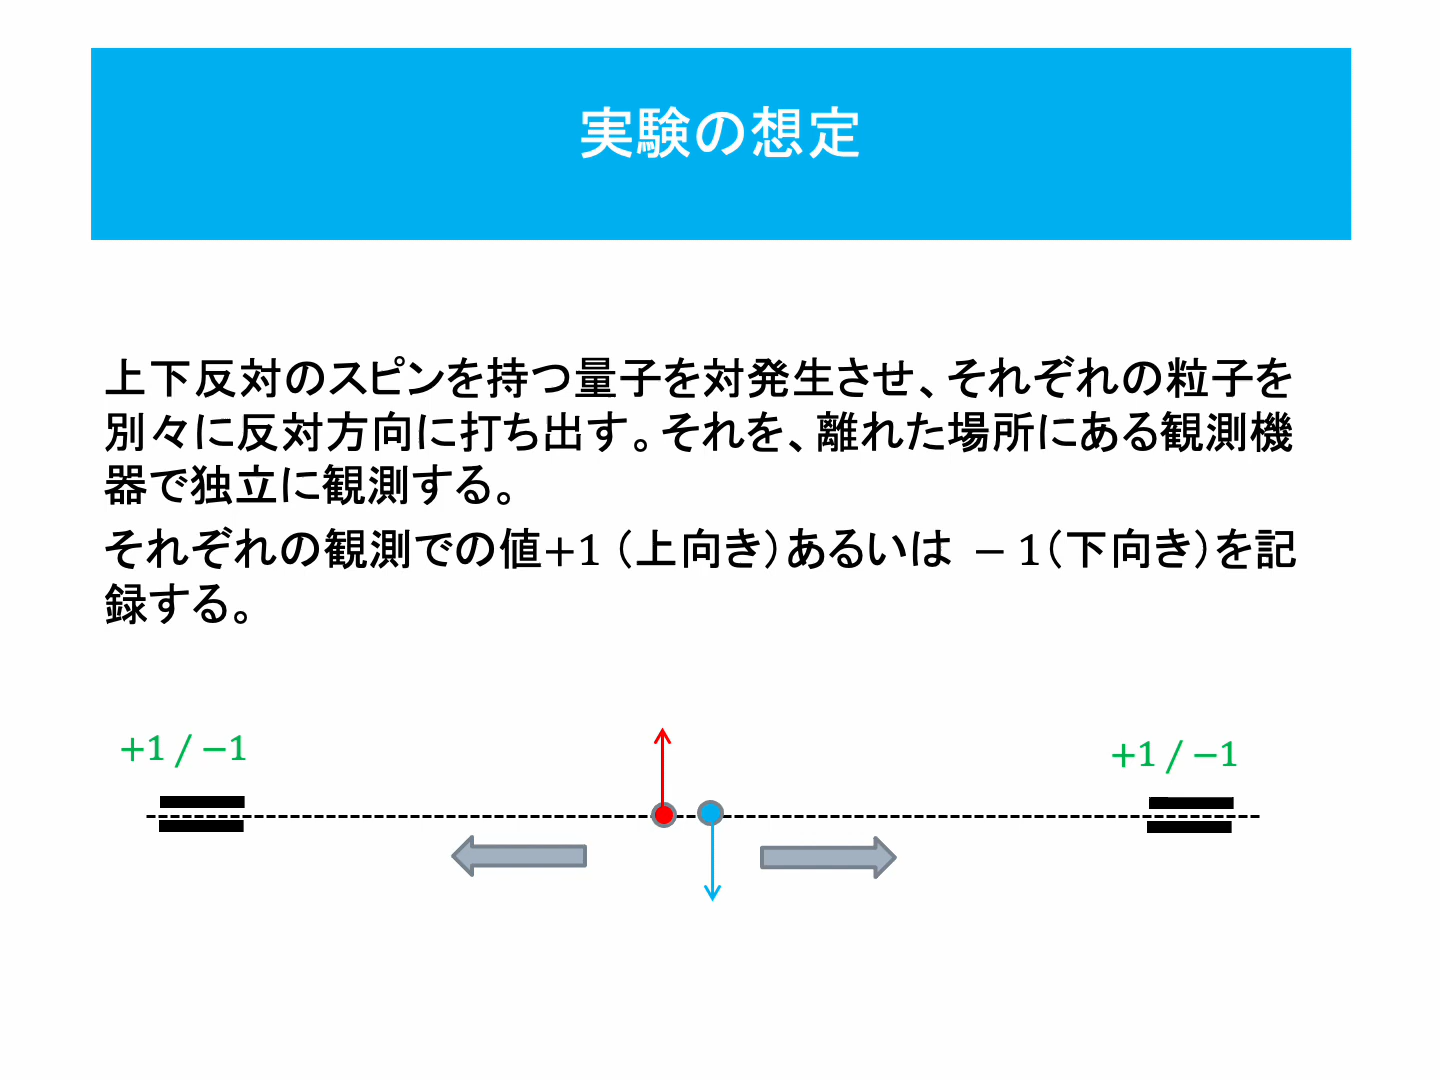 実験の想定
上下反対のスピンを持つ量子を対発生させ、それぞれの粒子を
別々に反対方向に打ち出す。それを、離れた場所にある観測機
器で独立に観測する。
それぞれの観測での値+1（上向き）あるいは －1（下向き）を記
録する。
+1 / −1
+1 / −1